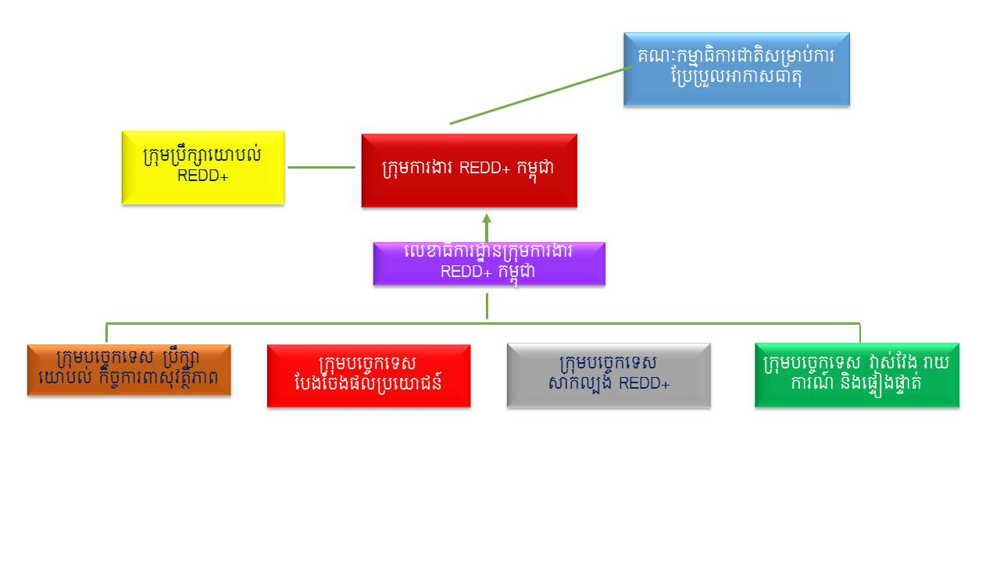 គណៈកម្មាធិការជាតិសម្រាប់ការ
ប្រែប្រួលអាកាសធាតុ
ក្រុមប្រឹក្សាយោបល់
REDD+
ក្រុមការងារ REDD+ កម្ពុជា
លេខាធិការដ្ឋានក្រុមការងារ
REDD+ កម្ពុជា
ក្រុមបច្ចេកទេស ប្រឹក្សា
យោបល់ កិច្ចការពារសុវត្ថិភាព
ក្រុមបច្ចេកទេស
បែងចែងផលប្រយោជន៍
ក្រុមបច្ចេកទេស
សាកល្បង REDD+
ក្រុមបច្ចេកទេស វាស់វែង រាយ
ការណ៍ និងផ្ទៀងផ្ទាត់